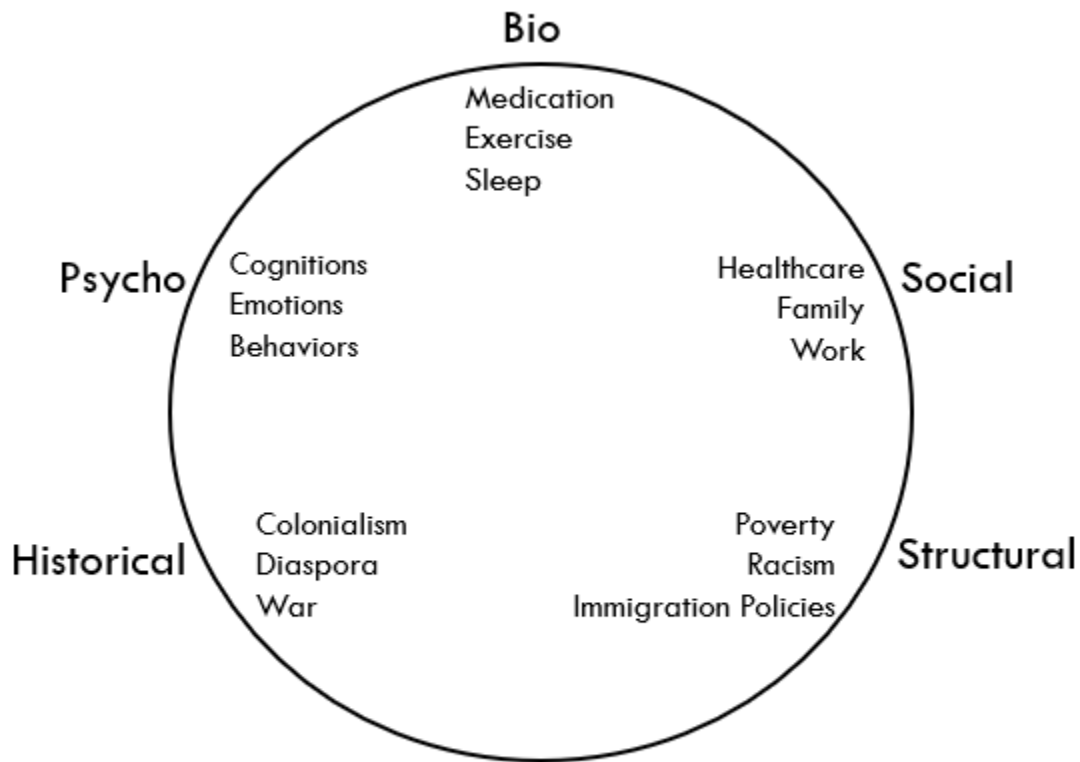 Bio
Medication
Exercise
Sleep
Psycho
Cognitions
Emotions
Behaviors
Social
Healthcare
Family
Work
Historical
Colonialism
Diaspora
War
Structural
Poverty
Racism
Immigration Policies